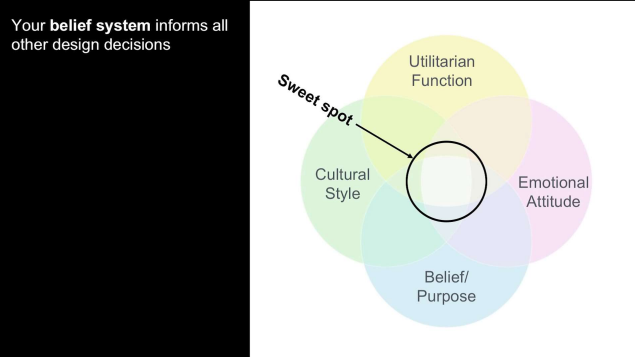 Your belief system informs all
other design decisions
Utilitarian
Function
Sweet spot
Cultural
Style
Emotional
Attitude
Belief/
Purpose